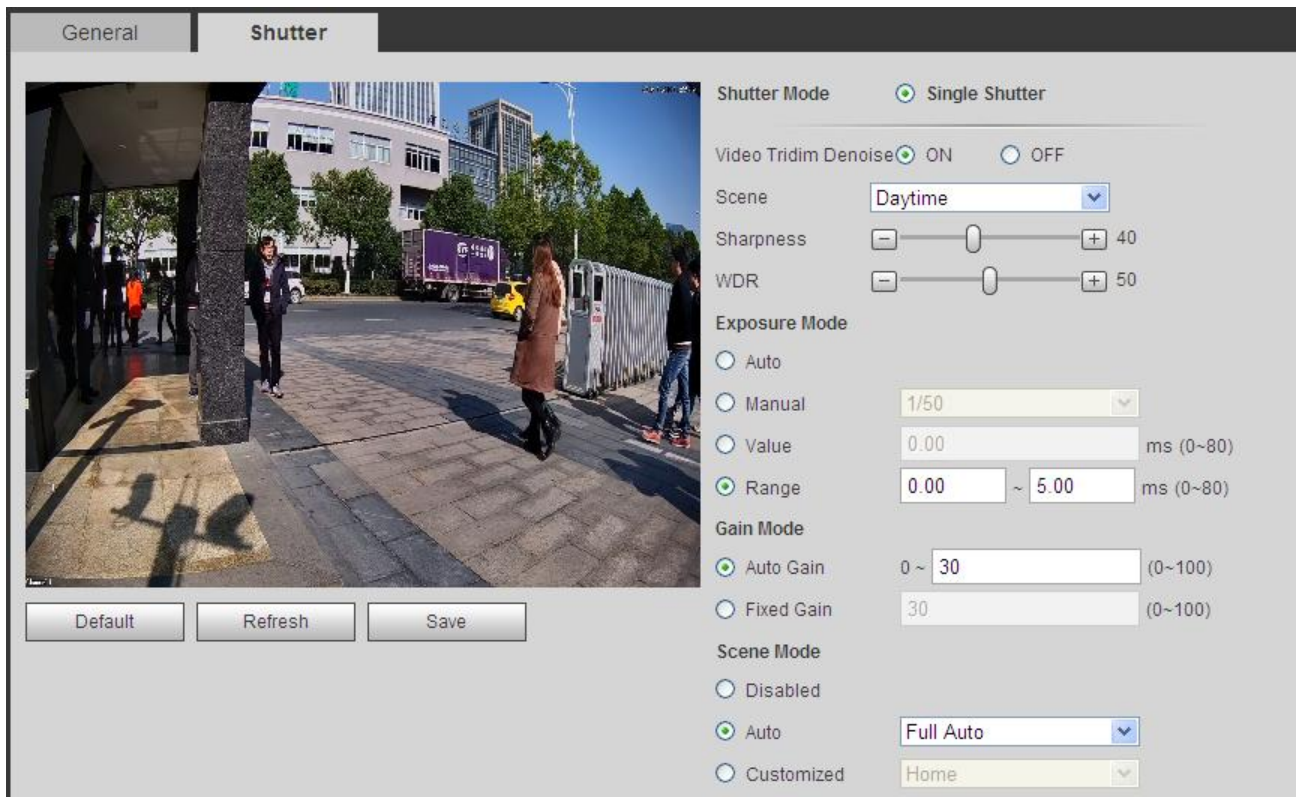 General
Shutter
Shutter Mode
Single Shutter
Video Tridim Denoise
ON
OFF
Scene
Daytime
Sharpness
40
WDR
50
Exposure Mode
Auto
Manual
1/50
Value
0.00
ms (0~80)
Range
0.00 ~ 5.00
ms (0~80)
Gain Mode
Auto Gain
0 ~ 30
(0~100)
Fixed Gain
30
(0~100)
Scene Mode
Disabled
Auto
Full Auto
Customized
Home
Default
Refresh
Save